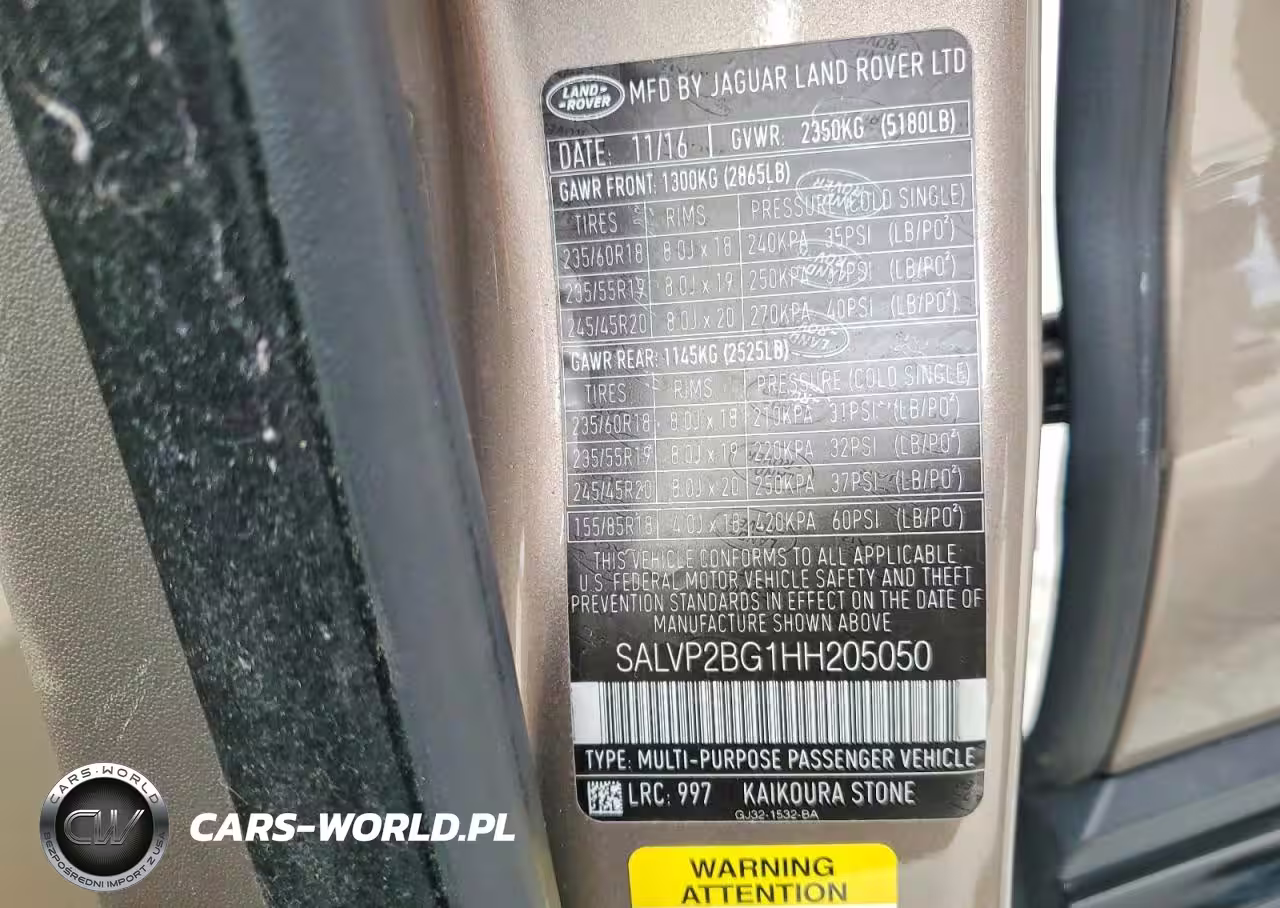 LAND-
-ROVER
MFD BY JAGUAR LAND ROVER LTD
DATE: 11/16 GVWR: 2350KG (5180LB)
GAWR FRONT: 1300KG (2865LB)
TIRES RIMS PRESSURE (COLD SINGLE)
235/60R18 8.0J x 18 240KPA 35PSI (LB/PO²)
235/55R19 8.0J x 19 250KPA (LB/PO²)
245/45R20 8.0J x 20 270KPA 40PSI (LB/PO²)
GAWR REAR: 1145KG (2525LB)
TIRES RIMS PRESSURE (COLD SINGLE)
235/60R18 8.0J x 18 210KPA 31PSI (LB/PO²)
235/55R19 8.0J x 19 220KPA 32PSI (LB/PO²)
245/45R20 8.0J x 20 250KPA 37PSI (LB/PO²)
155/85R18 4.0J x 18 420KPA 60PSI (LB/PO²)
THIS VEHICLE CONFORMS TO ALL APPLICABLE
U.S. FEDERAL MOTOR VEHICLE SAFETY AND THEFT
PREVENTION STANDARDS IN EFFECT ON THE DATE OF
MANUFACTURE SHOWN ABOVE
SALVP2BG1HH205050
TYPE: MULTI-PURPOSE PASSENGER VEHICLE
LRC: 997 KAIKOURA STONE
GJ32-1532-BA
WARNING
ATTENTION
CARS-WORLD
CW
BEZPOŚREDNI IMPORT Z USA
CARS-WORLD.PL